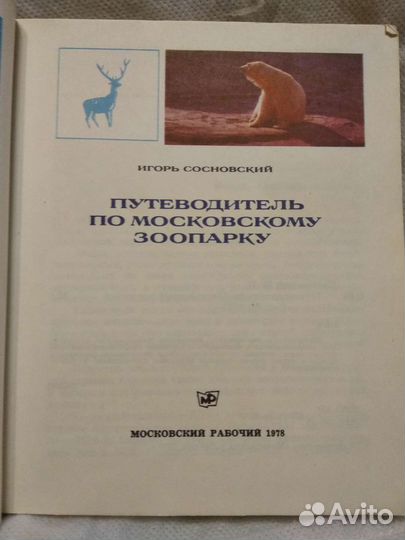 ИГОРЬ СОСНОВСКИЙ
ПУТЕВОДИТЕЛЬ
ПО МОСКОВСКОМУ
ЗООПАРКУ
МР
МОСКОВСКИЙ РАБОЧИЙ 1978
Avito